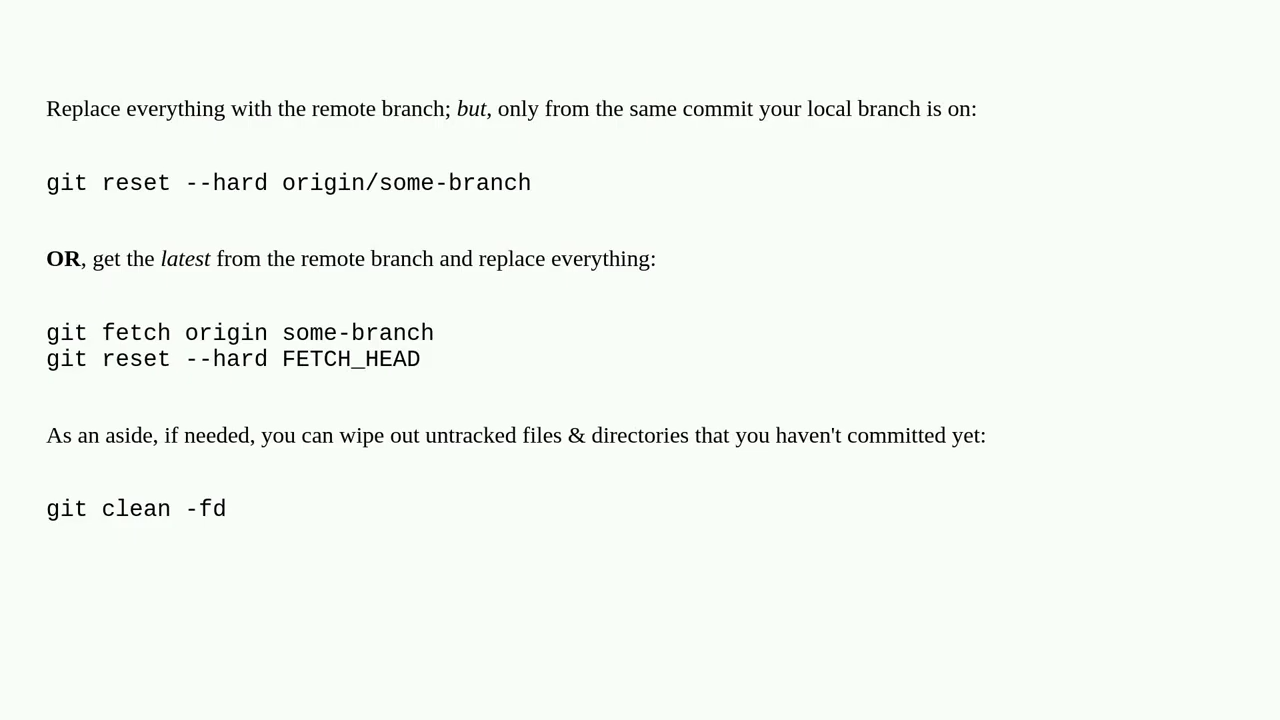 Replace everything with the remote branch; but, only from the same commit your local branch is on:
git reset --hard origin/some-branch
OR, get the latest from the remote branch and replace everything:
git fetch origin some-branch
git reset --hard FETCH_HEAD
As an aside, if needed, you can wipe out untracked files & directories that you haven't committed yet:
git clean -fd